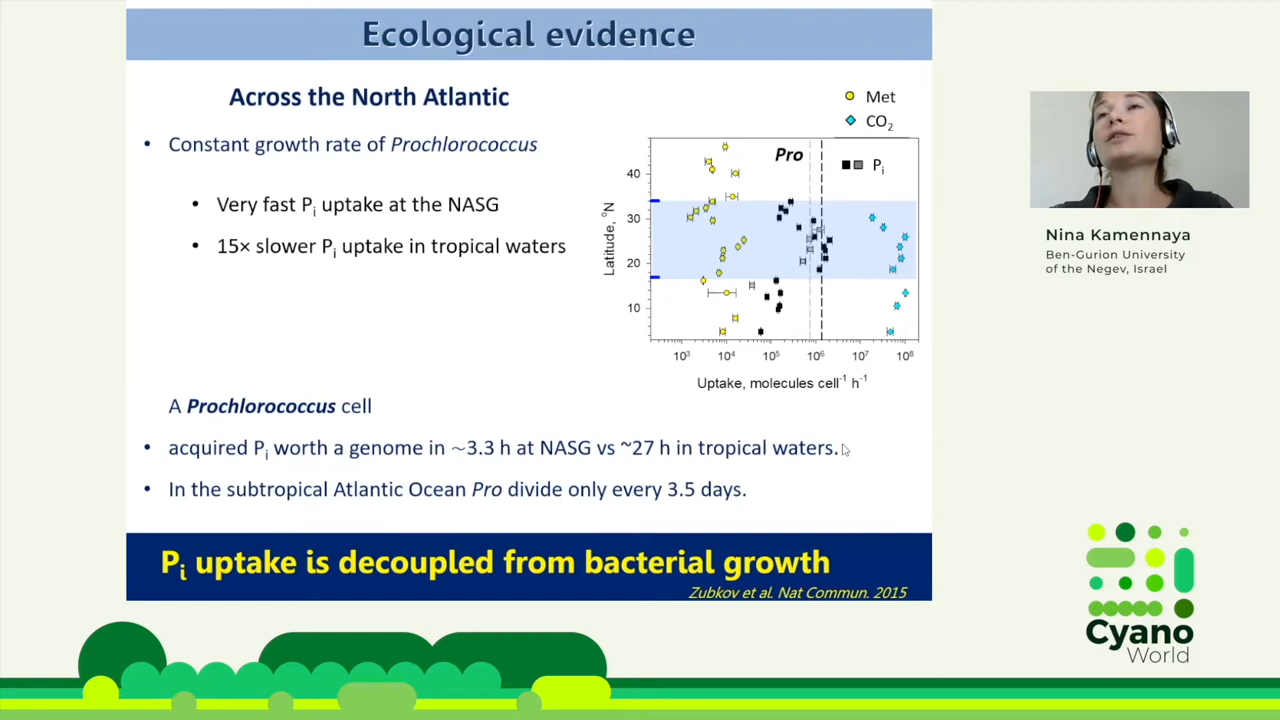 Ecological evidence
Across the North Atlantic
• Constant growth rate of Prochlorococcus
• Very fast Pi uptake at the NASG
• 15× slower Pi uptake in tropical waters
Met
CO2
Pro
Pi
40
30
20
10
Latitude, °N
10³ 10⁴ 10⁵ 10⁶ 10⁷ 10⁸
Uptake, molecules cell⁻¹ h⁻¹
A Prochlorococcus cell
• acquired Pi worth a genome in ~3.3 h at NASG vs ~27 h in tropical waters.
• In the subtropical Atlantic Ocean Pro divide only every 3.5 days.
Pi uptake is decoupled from bacterial growth
Zubkov et al. Nat Commun. 2015
Nina Kamennaya
Ben-Gurion University
of the Negev, Israel
Cyano
World